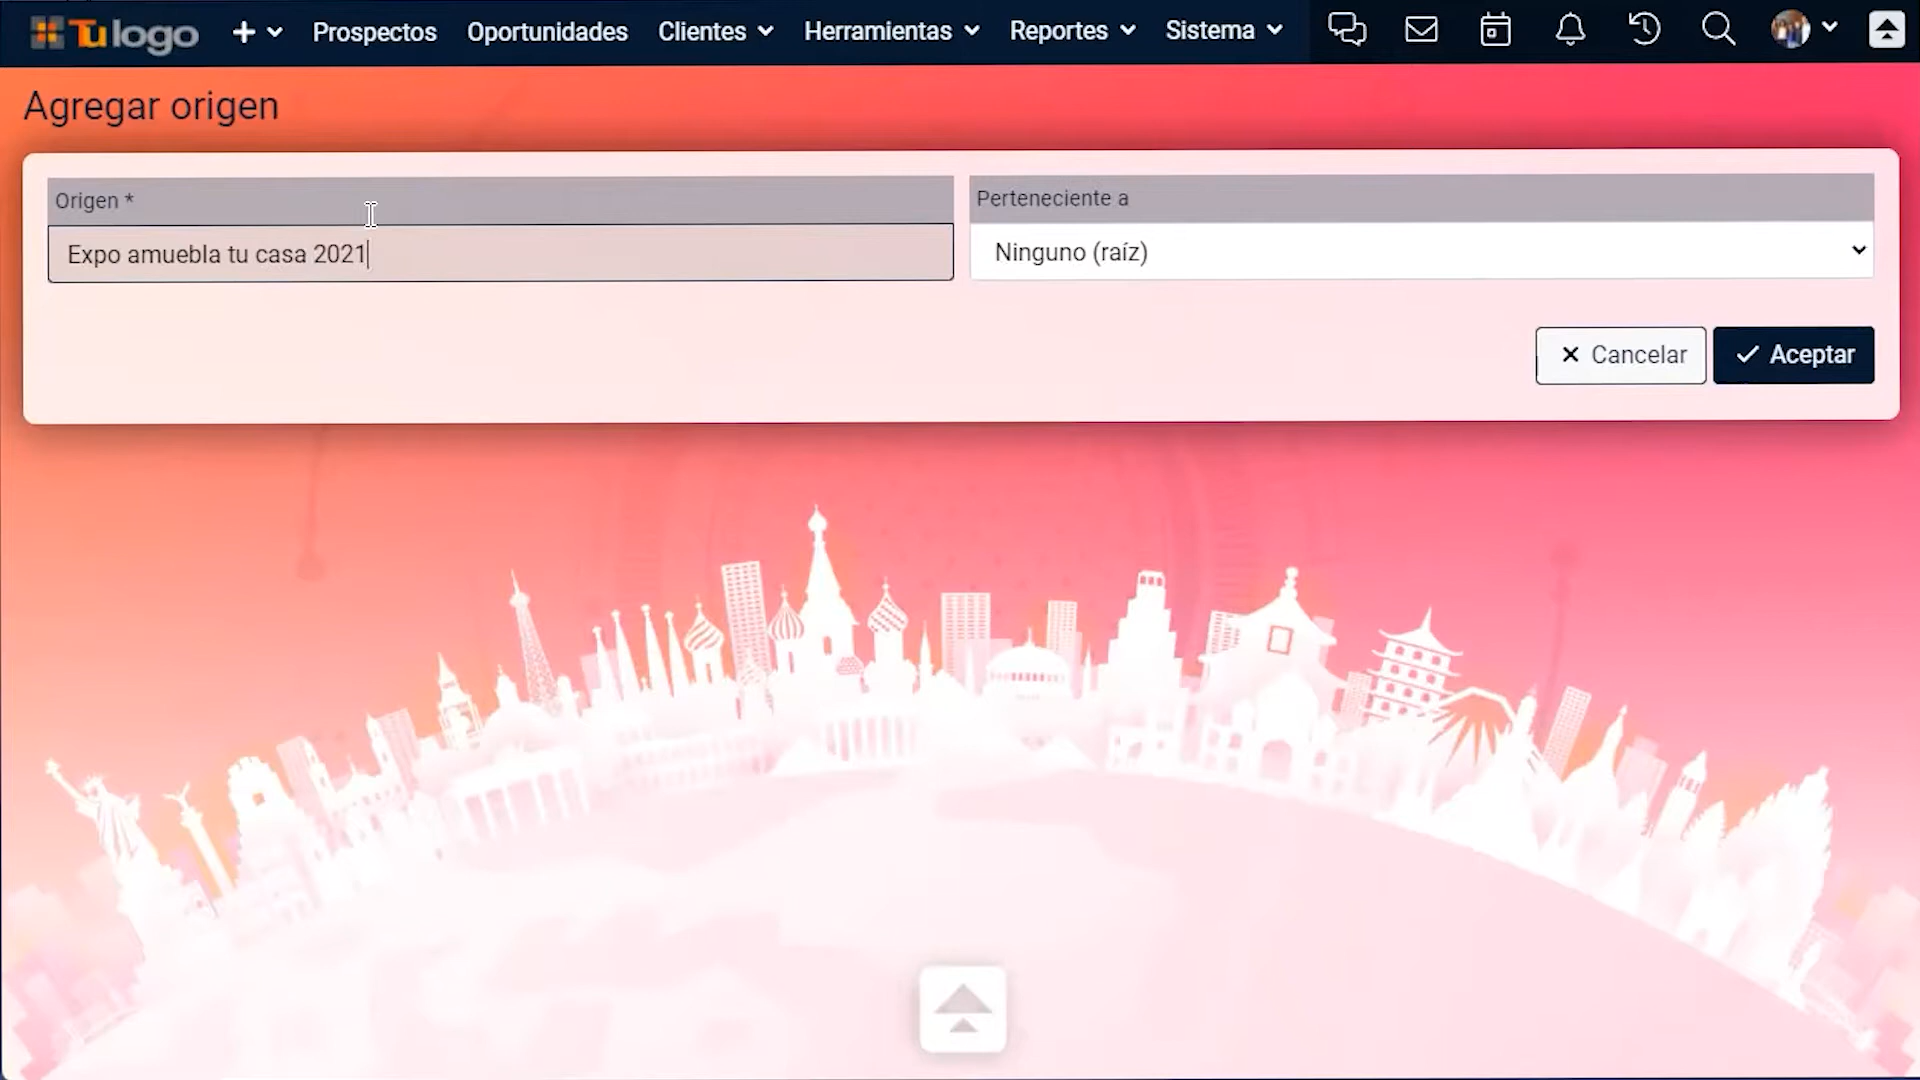 Tu logo
Prospectos
Oportunidades
Clientes
Herramientas
Reportes
Sistema
Agregar origen
Origen *
Perteneciente a
Expo amuebla tu casa 2021
Ninguno (raíz)
Cancelar
Aceptar